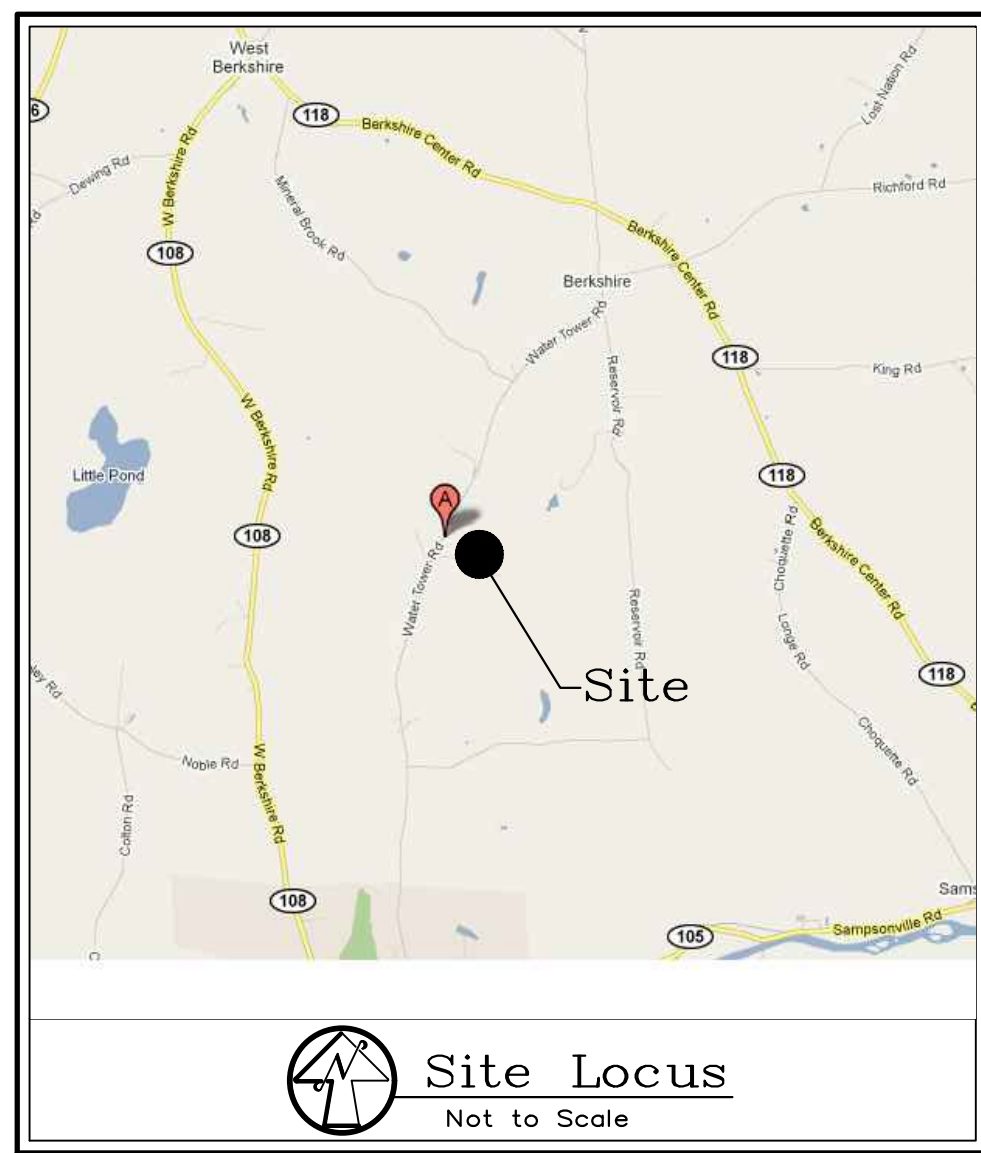 West
Berkshire
6
118
Berkshire Center Rd
Lost Nation Rd
Dewing Rd
W Berkshire Rd
Mineral Brook Rd
Richford Rd
Rd
108
Berkshire Center Rd
Berkshire
Water Tower Rd
118
King Rd
Reservoir Rd
W Berkshire Rd
Little Pond
118
A
108
Choquette Rd
Berkshire Center Rd
Water Tower Rd
Reservoir Rd
Longe Rd
118
Site
ley Rd
Noble Rd
W Berkshire Rd
Choquette Rd
Colton Rd
108
Sams
105
Sampsonville Rd
C
N
Site Locus
Not to Scale